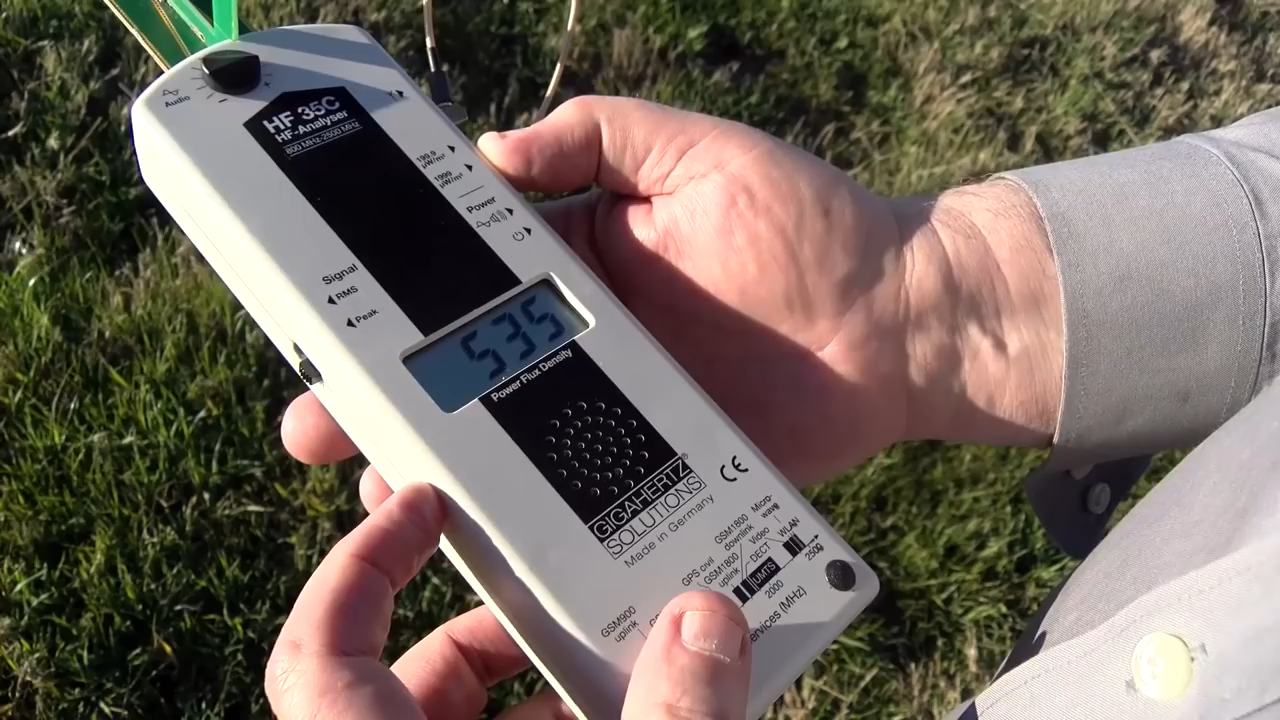 Audio
- +
HF 35C
HF-Analyser
800 MHz-2500 MHz
199.9
µW/m²
1999
µW/m²
Power
Signal
RMS
Peak
535
Power Flux Density
GIGAHERTZ®
SOLUTIONS
Made in Germany
CE
GSM900
uplink
GPS civil
GSM1800
uplink
GSM1800
downlink
DECT
Video
Micro-
wave
WLAN
UMTS
2000
2500
(MHz)